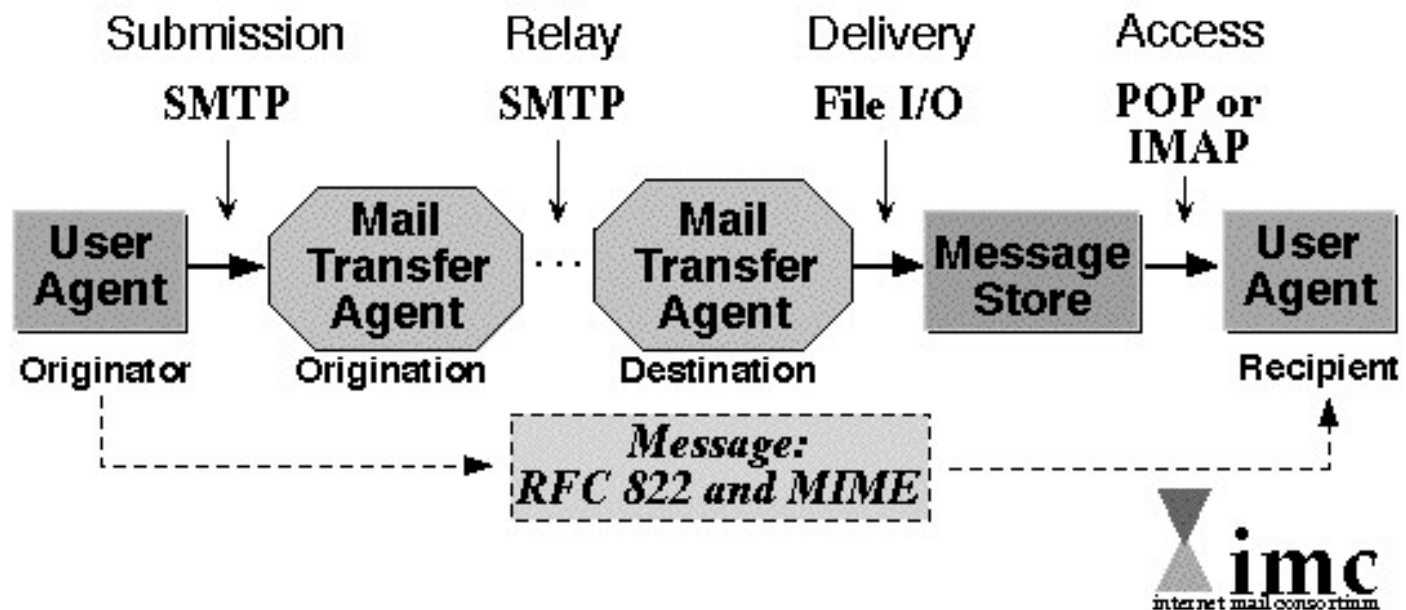 Submission Relay Delivery Access
SMTP SMTP File I/O POP or
IMAP
User
Agent
Mail
Transfer
Agent
. . .
Mail
Transfer
Agent
Message
Store
User
Agent
Originator Origination Destination Recipient
Message:
RFC 822 and MIME
imc
internet mail consortium